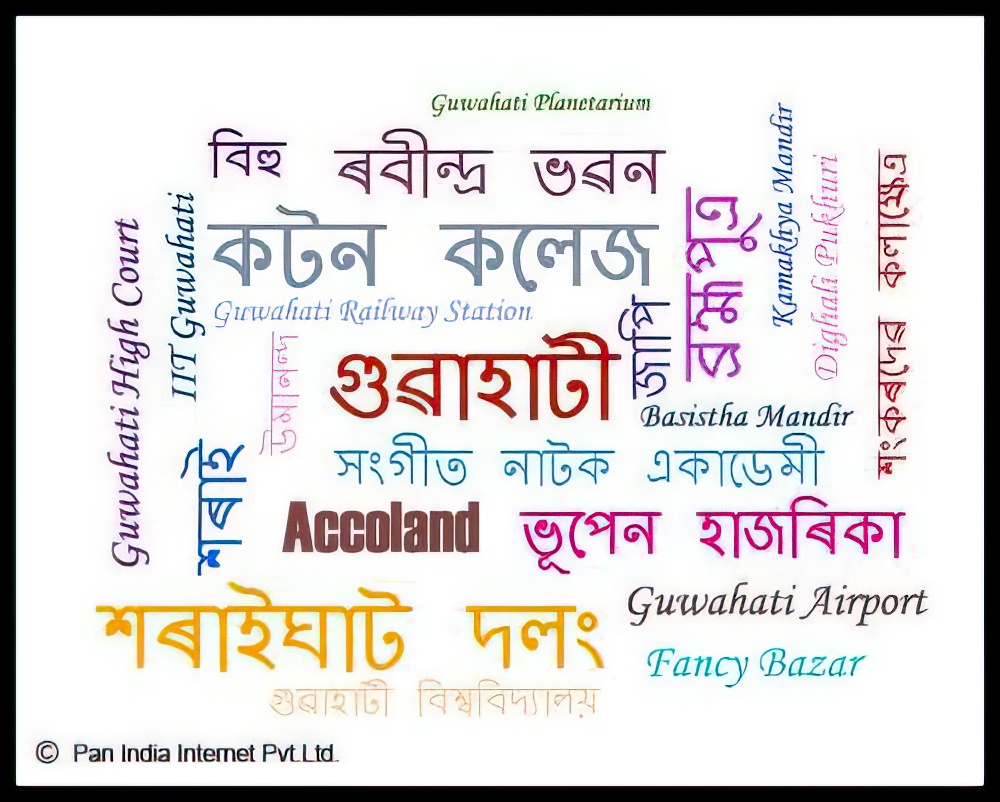 Guwahati Planetarium
বিহু
ৰবীন্দ্ৰ ভৱন
কটন কলেজ
Guwahati Railway Station
Guwahati High Court
IIT Guwahati
উমানন্দ
গুৱাহাটী
জাপি
ব্ৰহ্মপুত্ৰ
Kamakhya Mandir
Dighali Pukhuri
শংকৰদেৱ কলাক্ষেত্ৰ
Basistha Mandir
সংগীত নাটক একাডেমী
শৰাই
Accoland
ভূপেন হাজৰিকা
শৰাইঘাট দলং
Guwahati Airport
Fancy Bazar
গুৱাহাটী বিশ্ববিদ্যালয়
© Pan India Internet Pvt.Ltd.